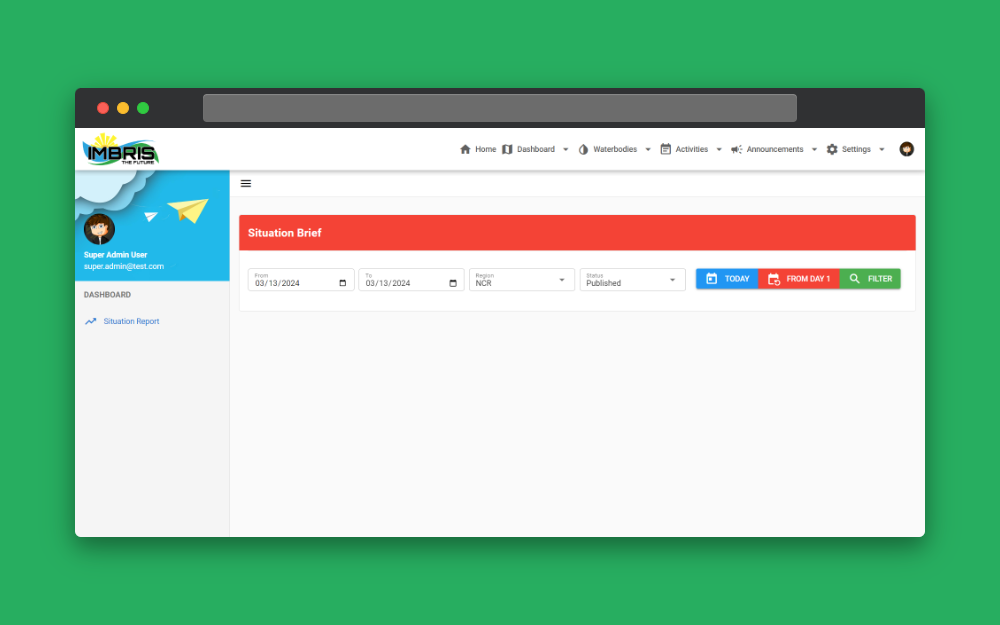 IMBRIS
THE FUTURE
Home Dashboard Waterbodies Activities Announcements Settings
Super Admin User
super.admin@test.com
DASHBOARD
Situation Report
Situation Brief
From
03/13/2024
To
03/13/2024
Region
NCR
Status
Published
TODAY
FROM DAY 1
FILTER